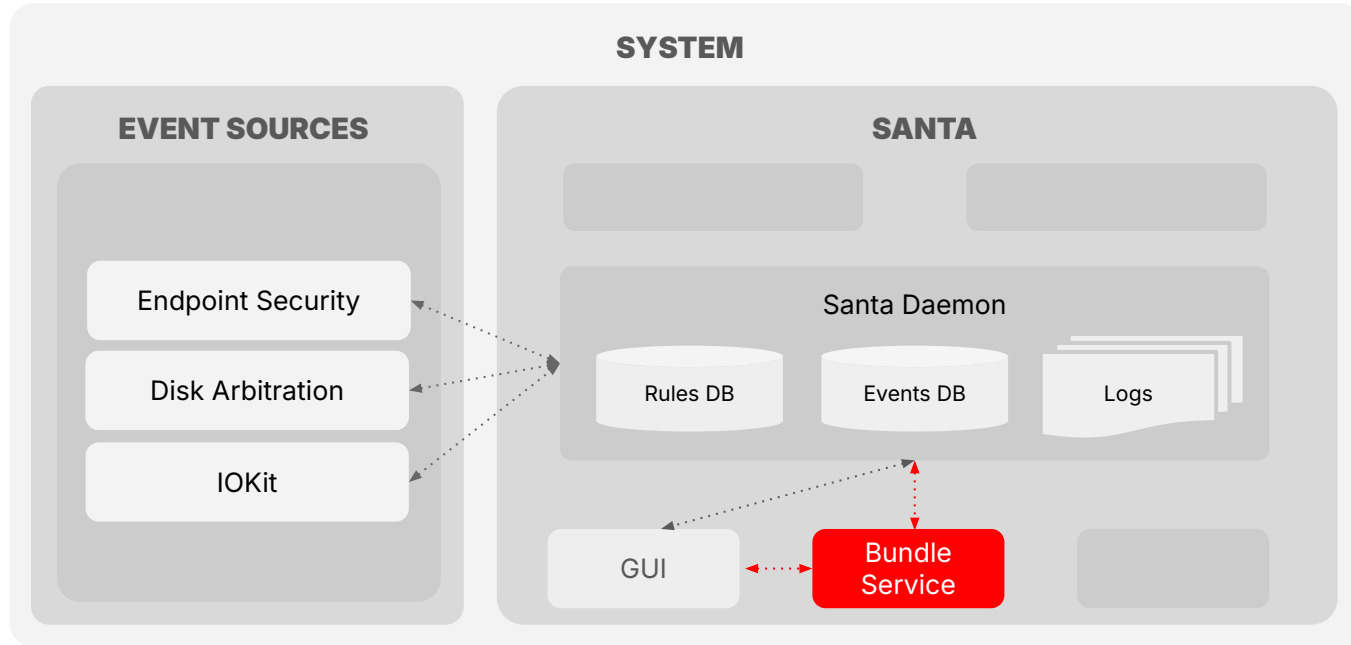 SYSTEM
EVENT SOURCES
SANTA
Endpoint Security
Disk Arbitration
IOKit
Santa Daemon
Rules DB
Events DB
Logs
GUI
Bundle
Service